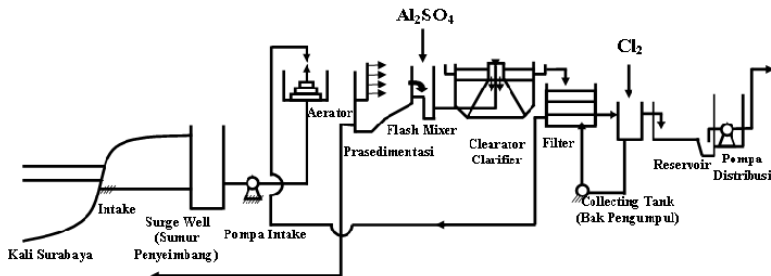 Al₂SO₄
Cl₂
Aerator
Flash Mixer
Prasedimentasi
Clearator
Clarifier
Filter
Reservoir
Pompa
Distribusi
Collecting Tank
(Bak Pengumpul)
Intake
Surge Well
(Sumur
Penyeimbang)
Pompa Intake
Kali Surabaya